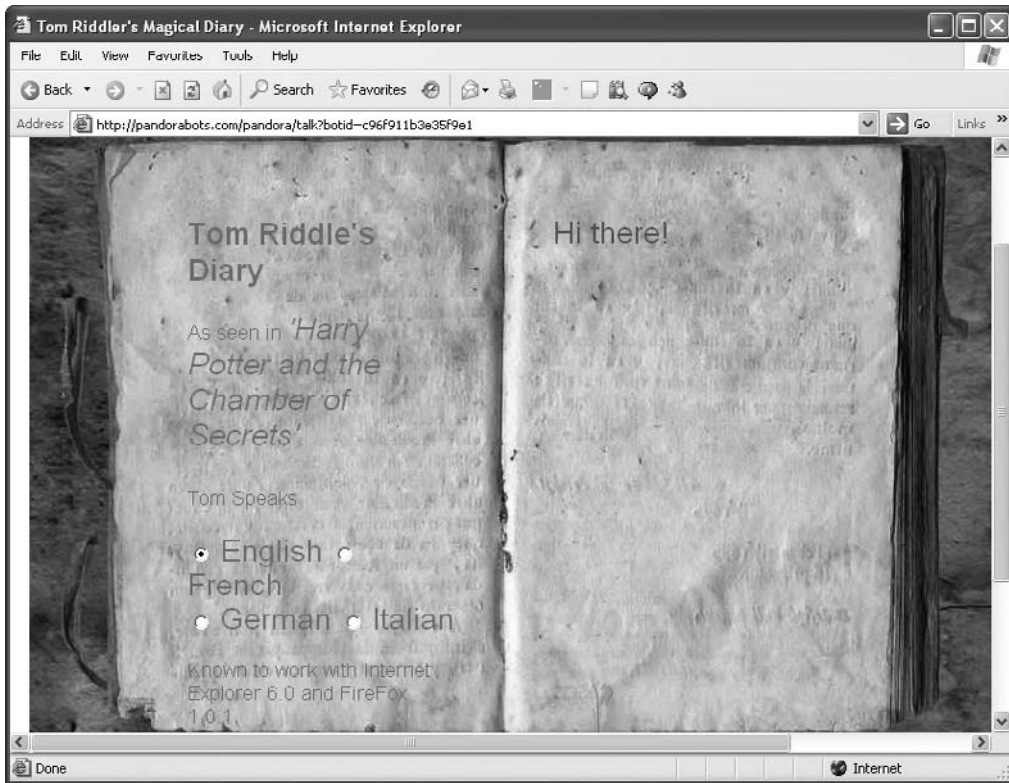 Tom Riddler's Magical Diary - Microsoft Internet Explorer
File Edit View Favorites Tools Help
Back Search Favorites
Address http://pandorabots.com/pandora/talk?botid=c96f911b3e35f9e1 Go Links »
Tom Riddle's
Diary
As seen in 'Harry
Potter and the
Chamber of
Secrets'.
Tom Speaks
English
French
German Italian
Known to work with Internet
Explorer 6.0 and FireFox
1.0.1.
Hi there!
Done Internet